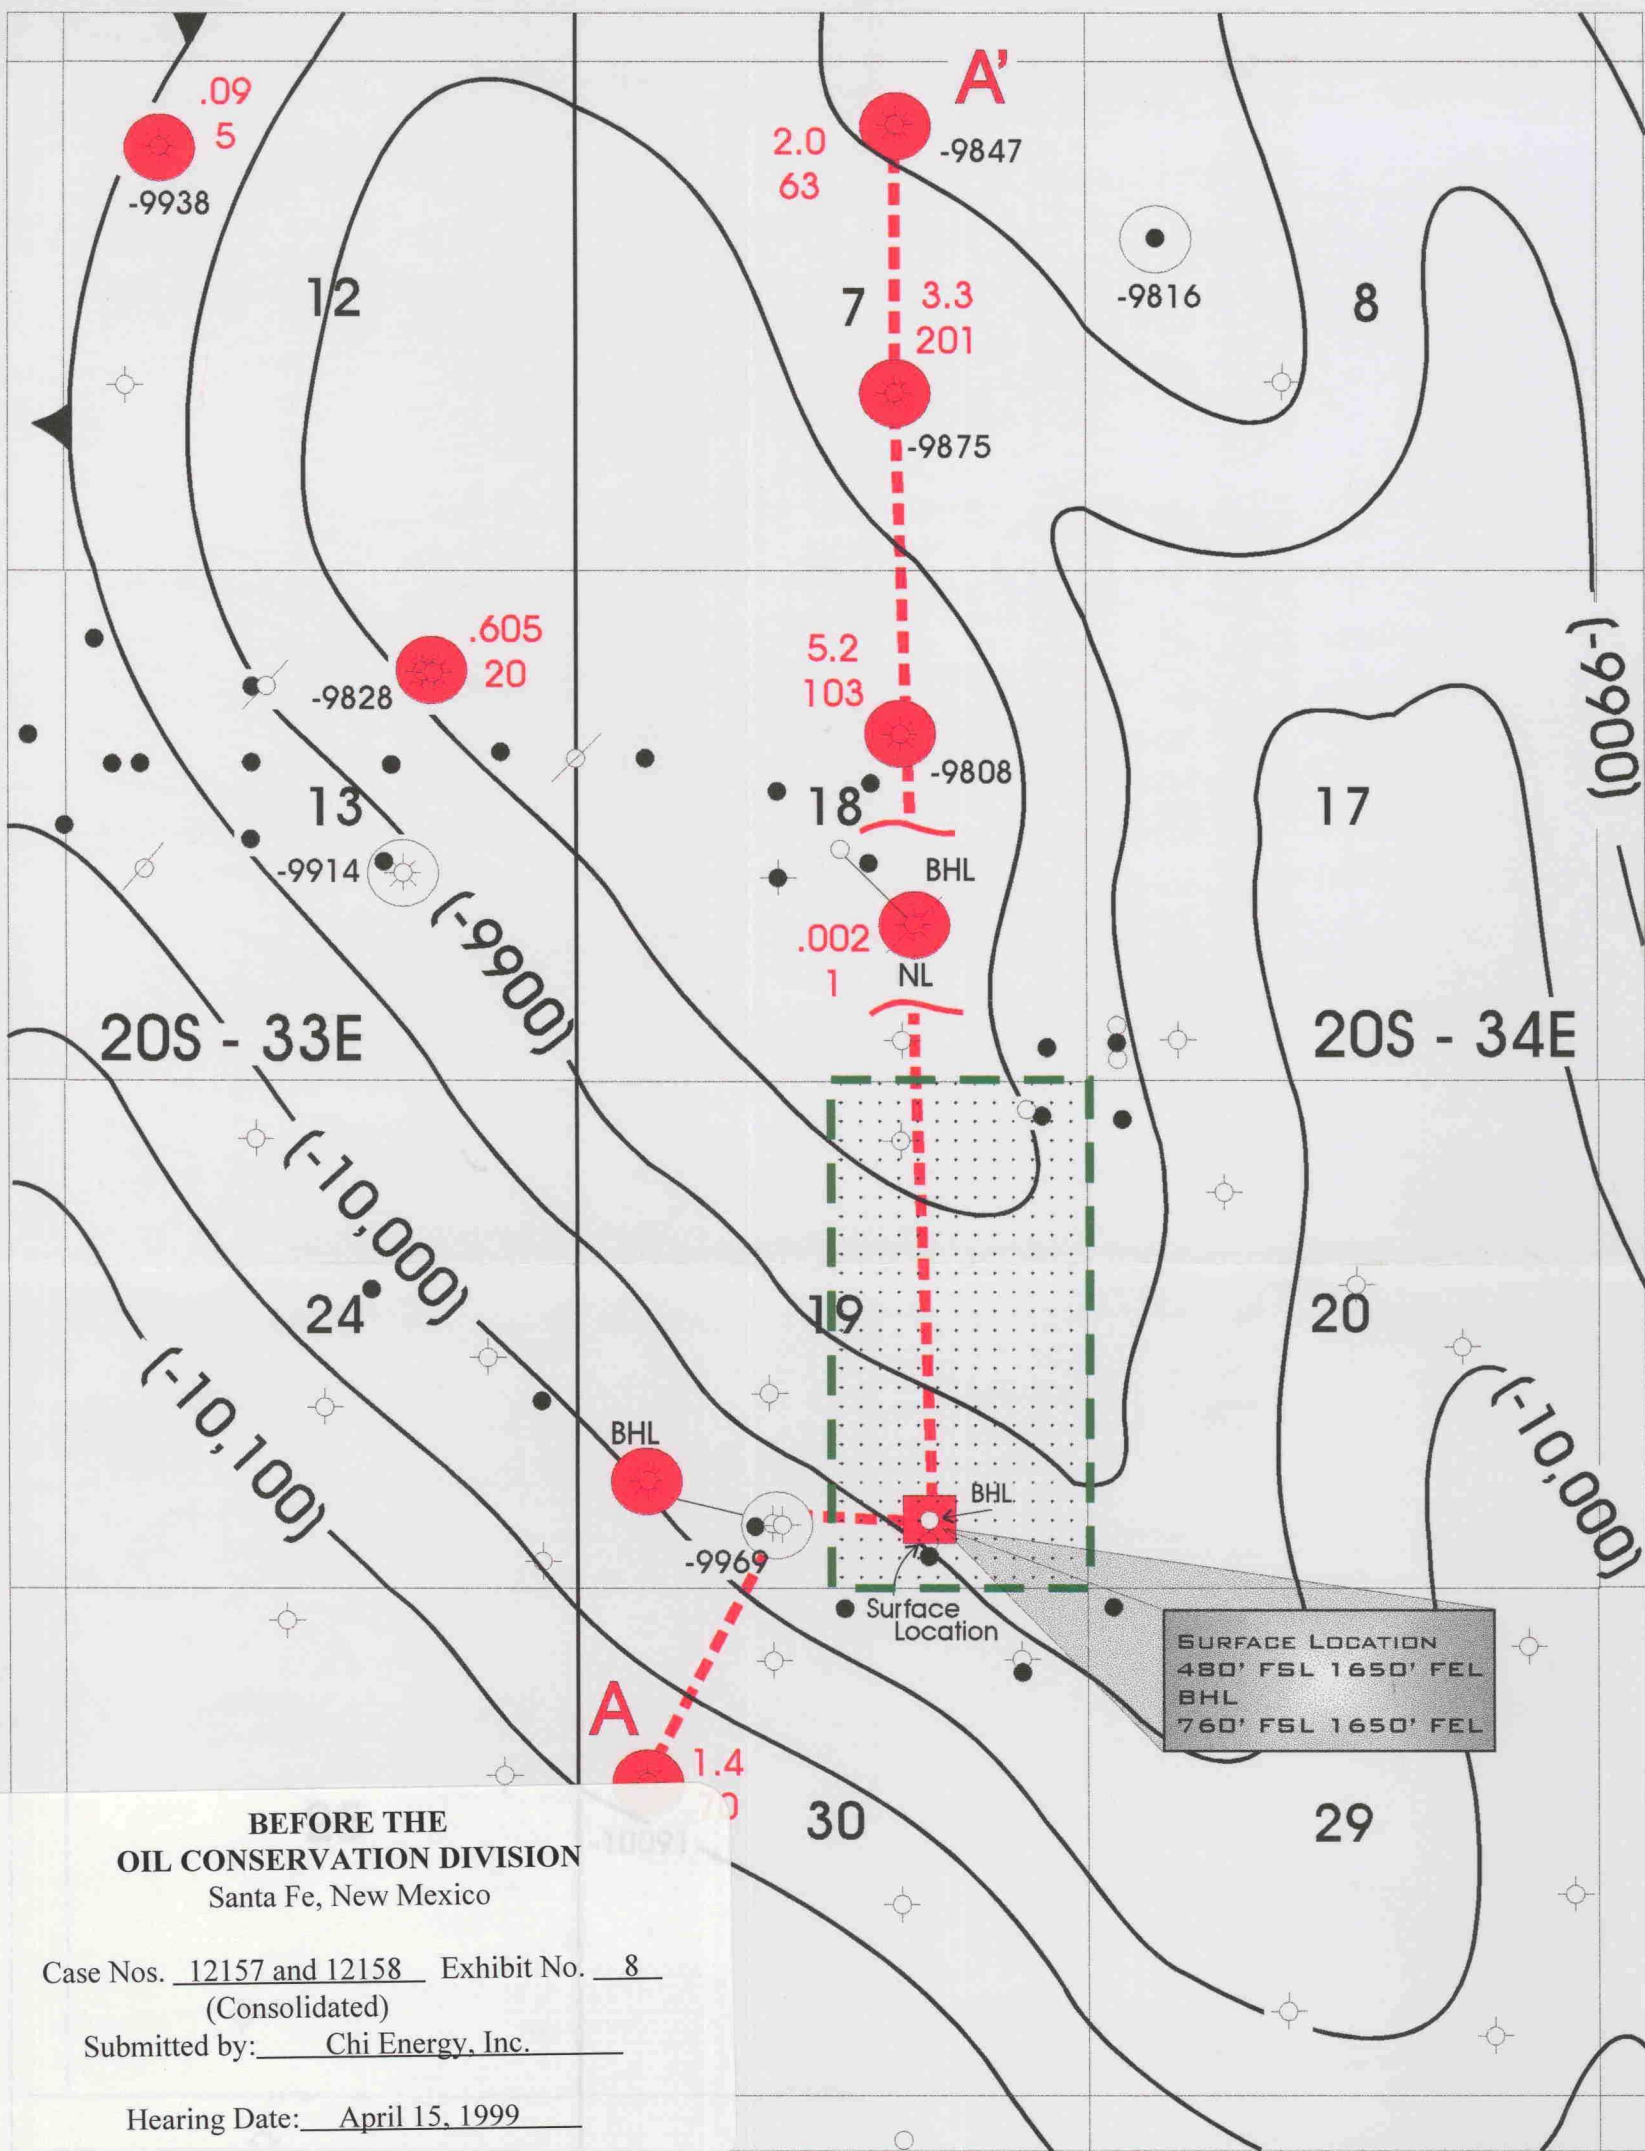 A'
.09
5
-9938
2.0
63
-9847
-9816
12
7
8
3.3
201
-9875
(-9900)
.605
20
-9828
5.2
103
-9808
13
18
17
-9914
BHL
(-9900)
.002
1
NL
20S - 33E
20S - 34E
(-10,000)
24
19
20
(-10,100)
BHL
BHL
(-10,000)
-9969
Surface
Location
SURFACE LOCATION
480' FSL 1650' FEL
BHL
760' FSL 1650' FEL
A
1.4
70
30
29
-10091
BEFORE THE
OIL CONSERVATION DIVISION
Santa Fe, New Mexico
Case Nos. 12157 and 12158 Exhibit No. 8
(Consolidated)
Submitted by: Chi Energy, Inc.
Hearing Date: April 15, 1999